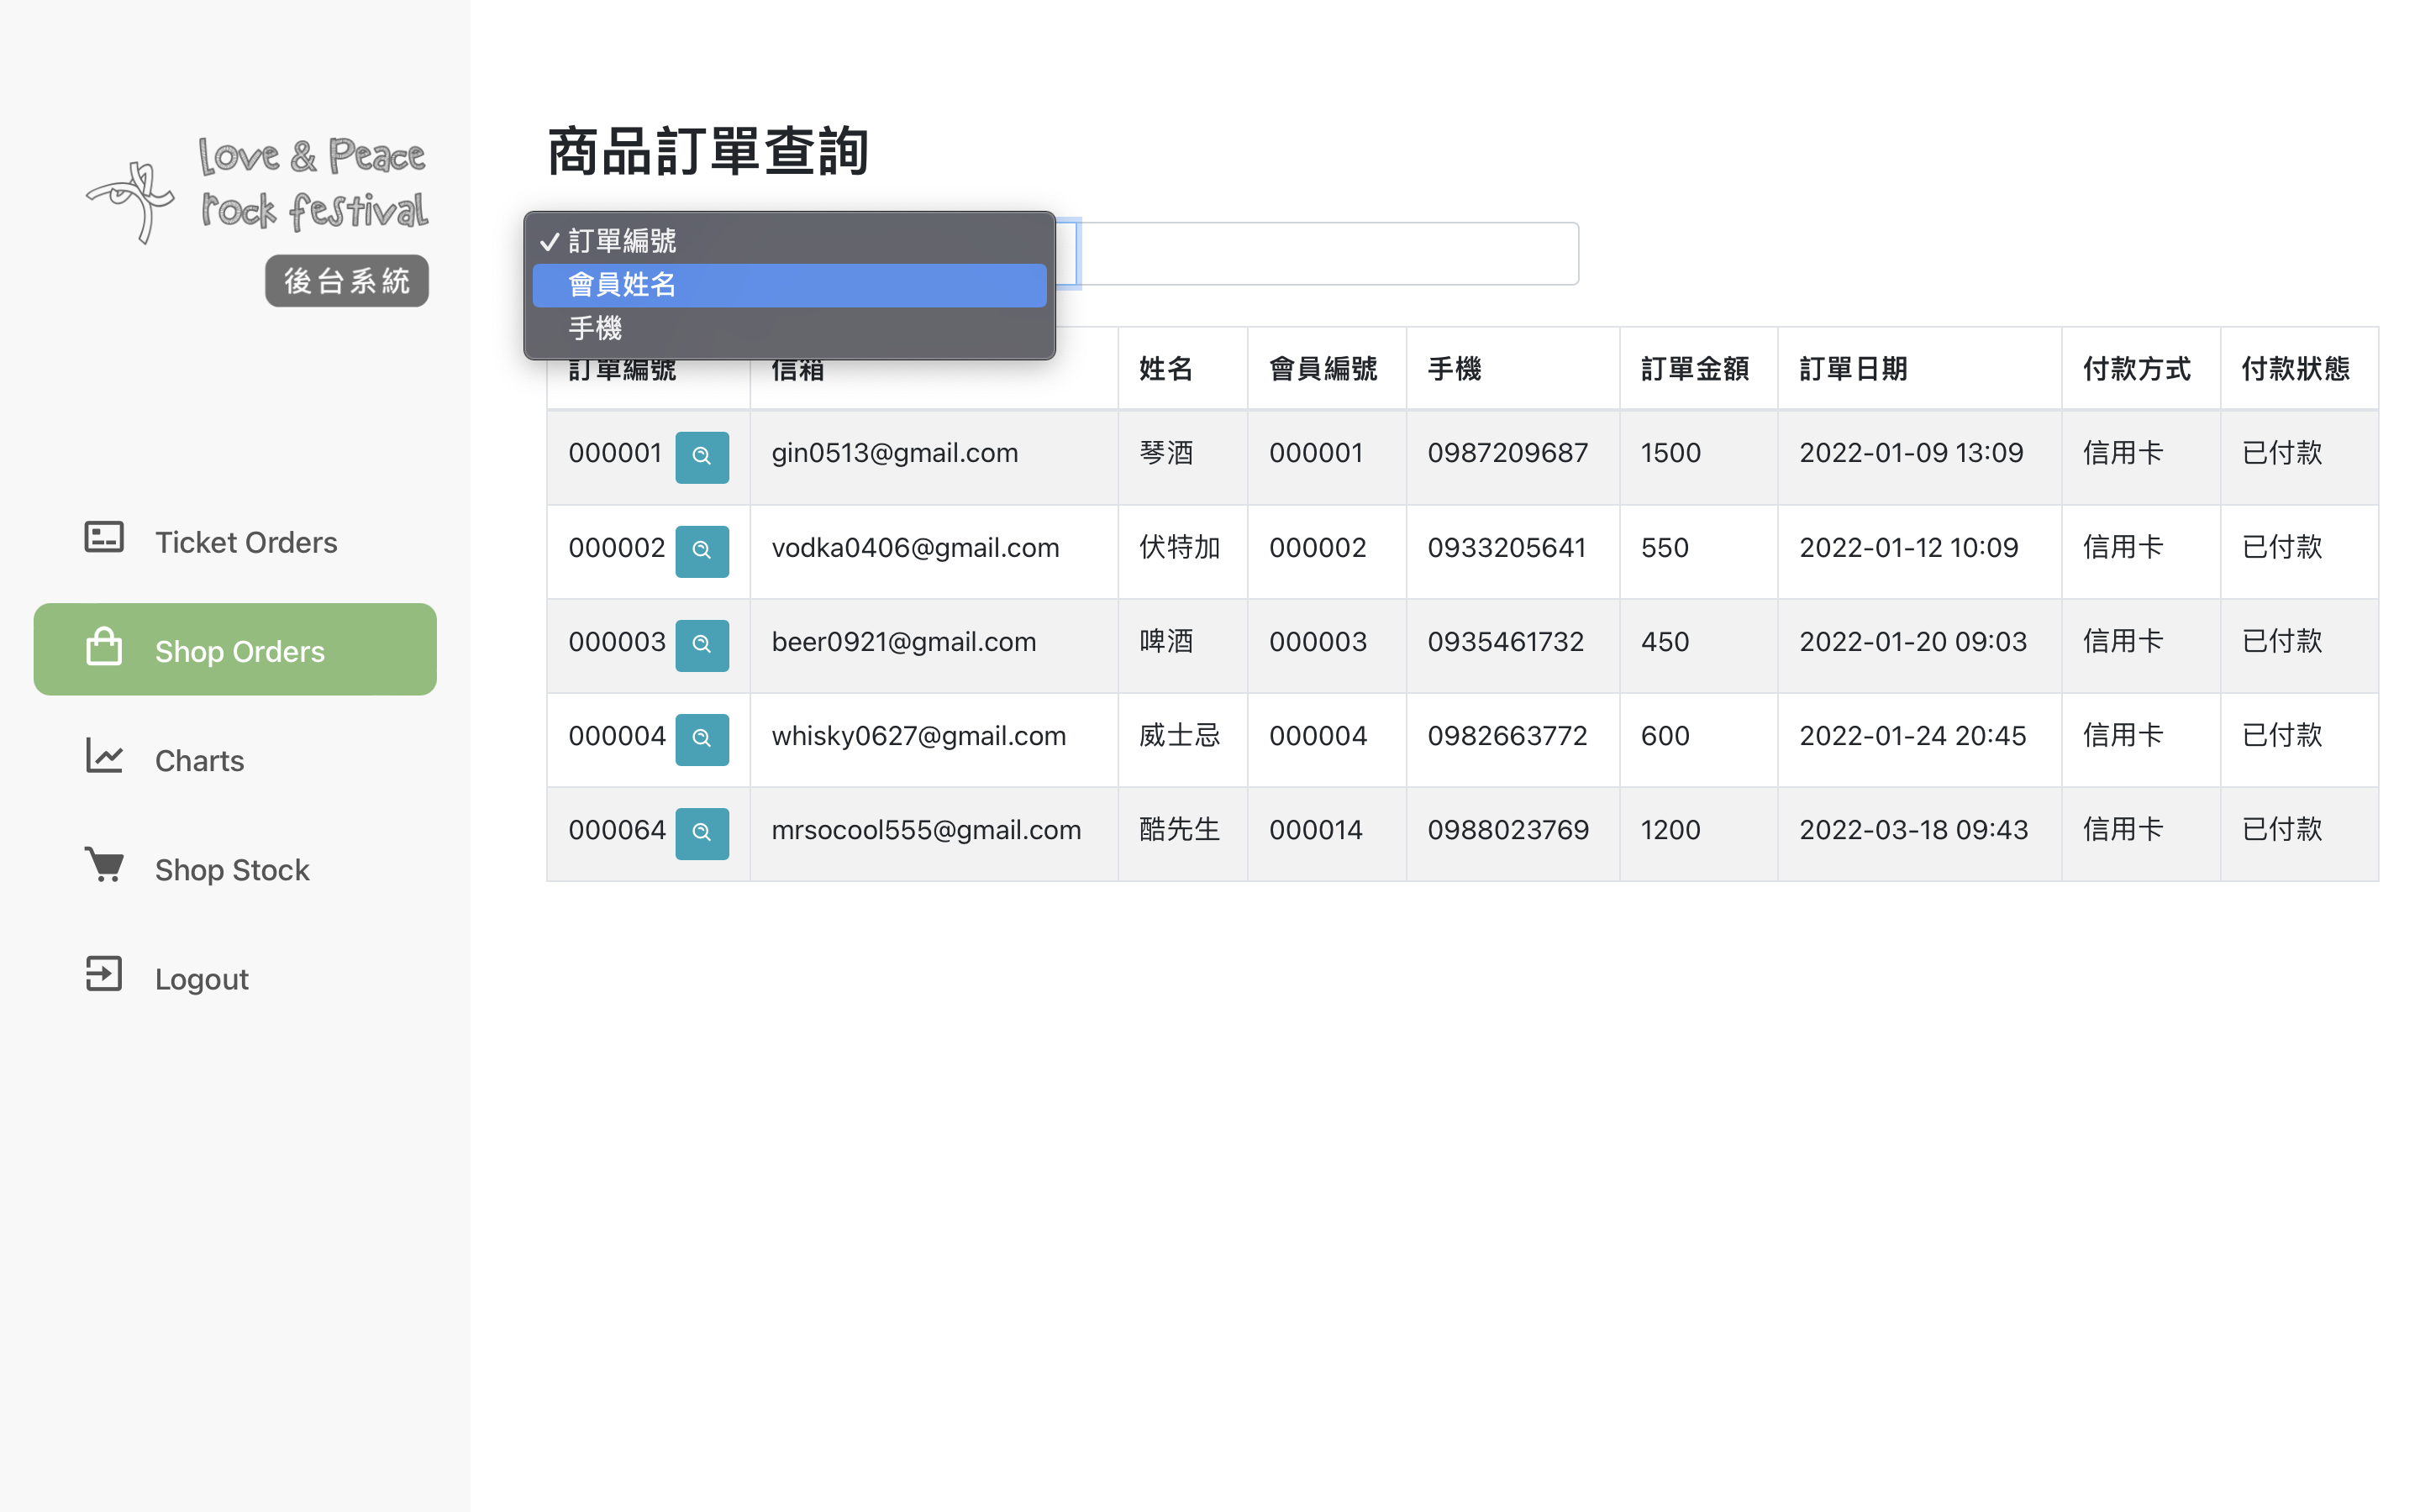 Love & Peace
rock festival
後台系統
Ticket Orders
Shop Orders
Charts
Shop Stock
Logout
商品訂單查詢
訂單編號
會員姓名
手機
訂單編號 信箱 姓名 會員編號 手機 訂單金額 訂單日期 付款方式 付款狀態
000001 gin0513@gmail.com 琴酒 000001 0987209687 1500 2022-01-09 13:09 信用卡 已付款
000002 vodka0406@gmail.com 伏特加 000002 0933205641 550 2022-01-12 10:09 信用卡 已付款
000003 beer0921@gmail.com 啤酒 000003 0935461732 450 2022-01-20 09:03 信用卡 已付款
000004 whisky0627@gmail.com 威士忌 000004 0982663772 600 2022-01-24 20:45 信用卡 已付款
000064 mrsocool555@gmail.com 酷先生 000014 0988023769 1200 2022-03-18 09:43 信用卡 已付款